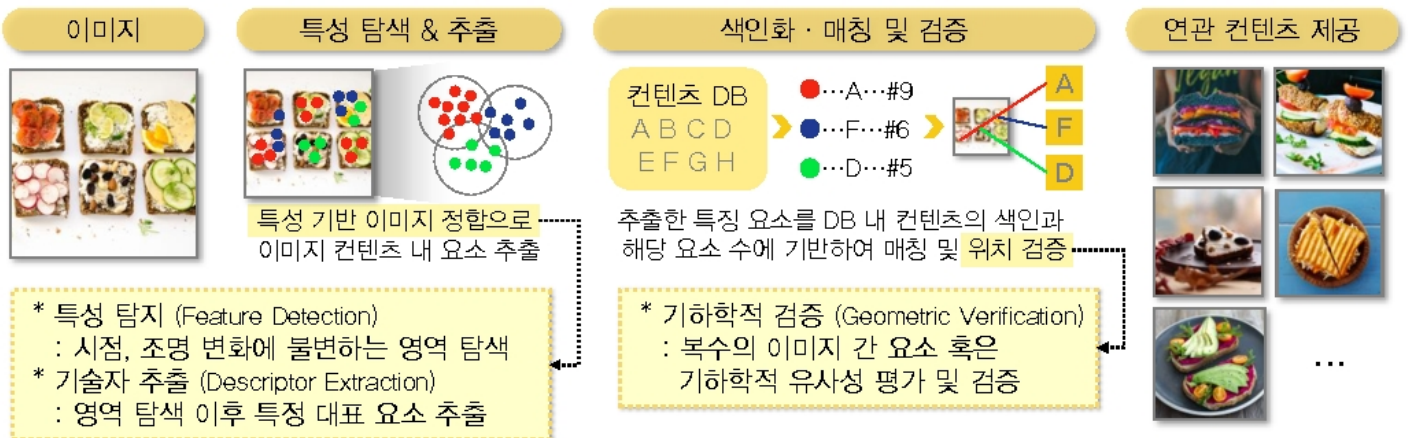 이미지
특성 탐색 & 추출
색인화 · 매칭 및 검증
연관 컨텐츠 제공
특성 기반 이미지 정합으로
이미지 컨텐츠 내 요소 추출
* 특성 탐지 (Feature Detection)
: 시점, 조명 변화에 불변하는 영역 탐색
* 기술자 추출 (Descriptor Extraction)
: 영역 탐색 이후 특정 대표 요소 추출
컨텐츠 DB
A B C D
E F G H
…A…#9
…F…#6
…D…#5
A
F
D
추출한 특징 요소를 DB 내 컨텐츠의 색인과
해당 요소 수에 기반하여 매칭 및 위치 검증
* 기하학적 검증 (Geometric Verification)
: 복수의 이미지 간 요소 혹은
기하학적 유사성 평가 및 검증
…